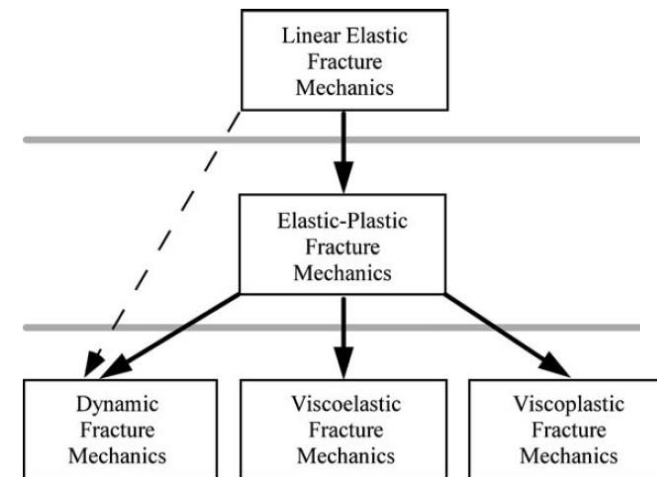 Linear Elastic
Fracture
Mechanics
Elastic-Plastic
Fracture
Mechanics
Dynamic
Fracture
Mechanics
Viscoelastic
Fracture
Mechanics
Viscoplastic
Fracture
Mechanics